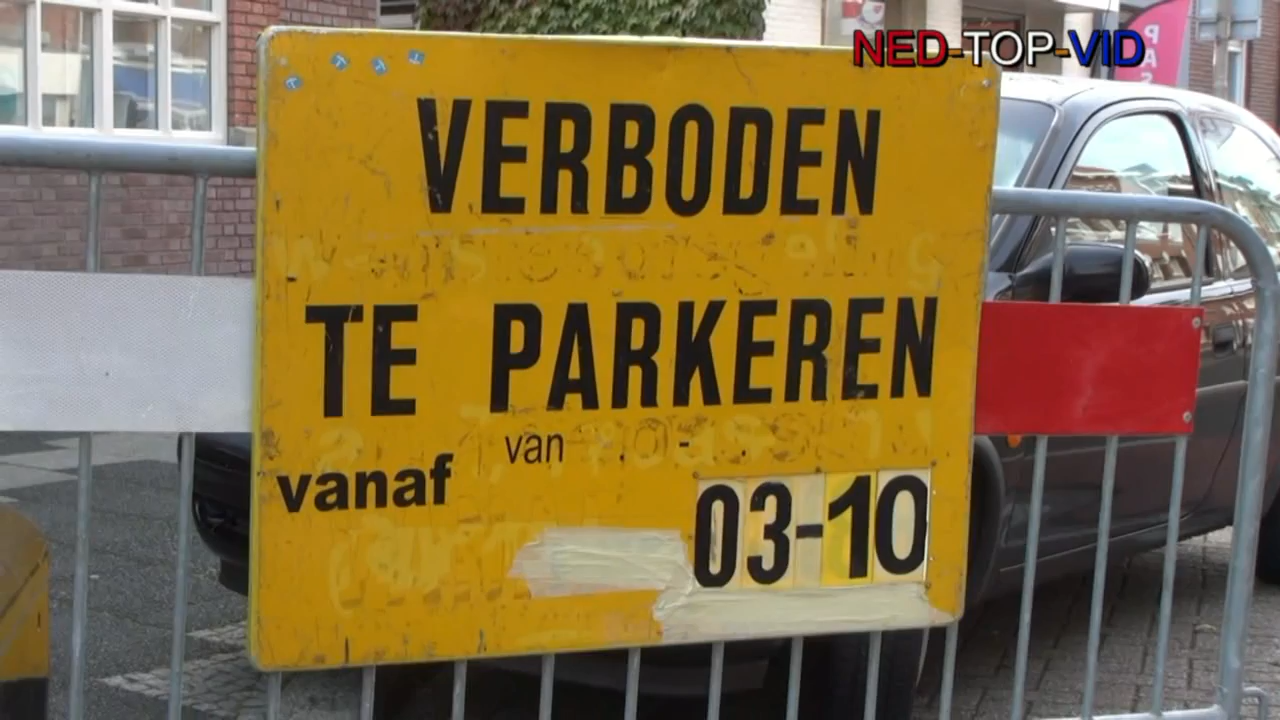 NED-TOP-VID
VERBODEN
TE PARKEREN
van -
vanaf
03-10